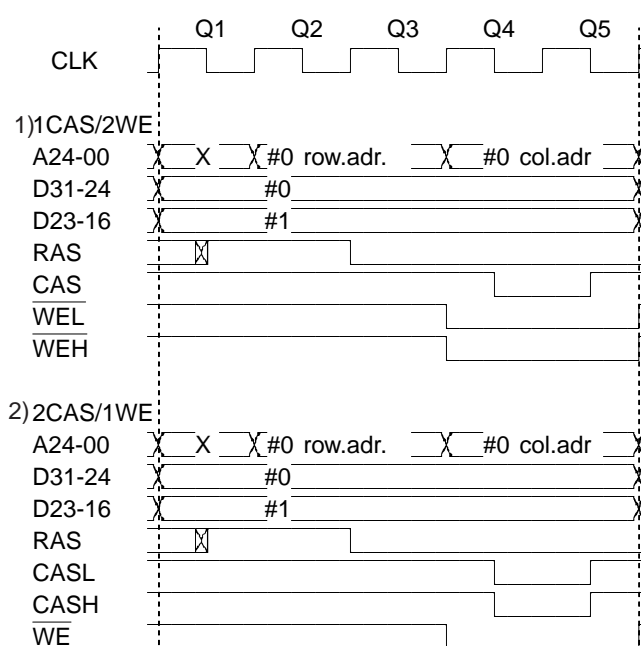 Q1 Q2 Q3 Q4 Q5
CLK
1)1CAS/2WE
A24-00 X #0 row.adr. #0 col.adr
D31-24 #0
D23-16 #1
RAS
CAS
WEL
WEH
2)2CAS/1WE
A24-00 X #0 row.adr. #0 col.adr
D31-24 #0
D23-16 #1
RAS
CASL
CASH
WE